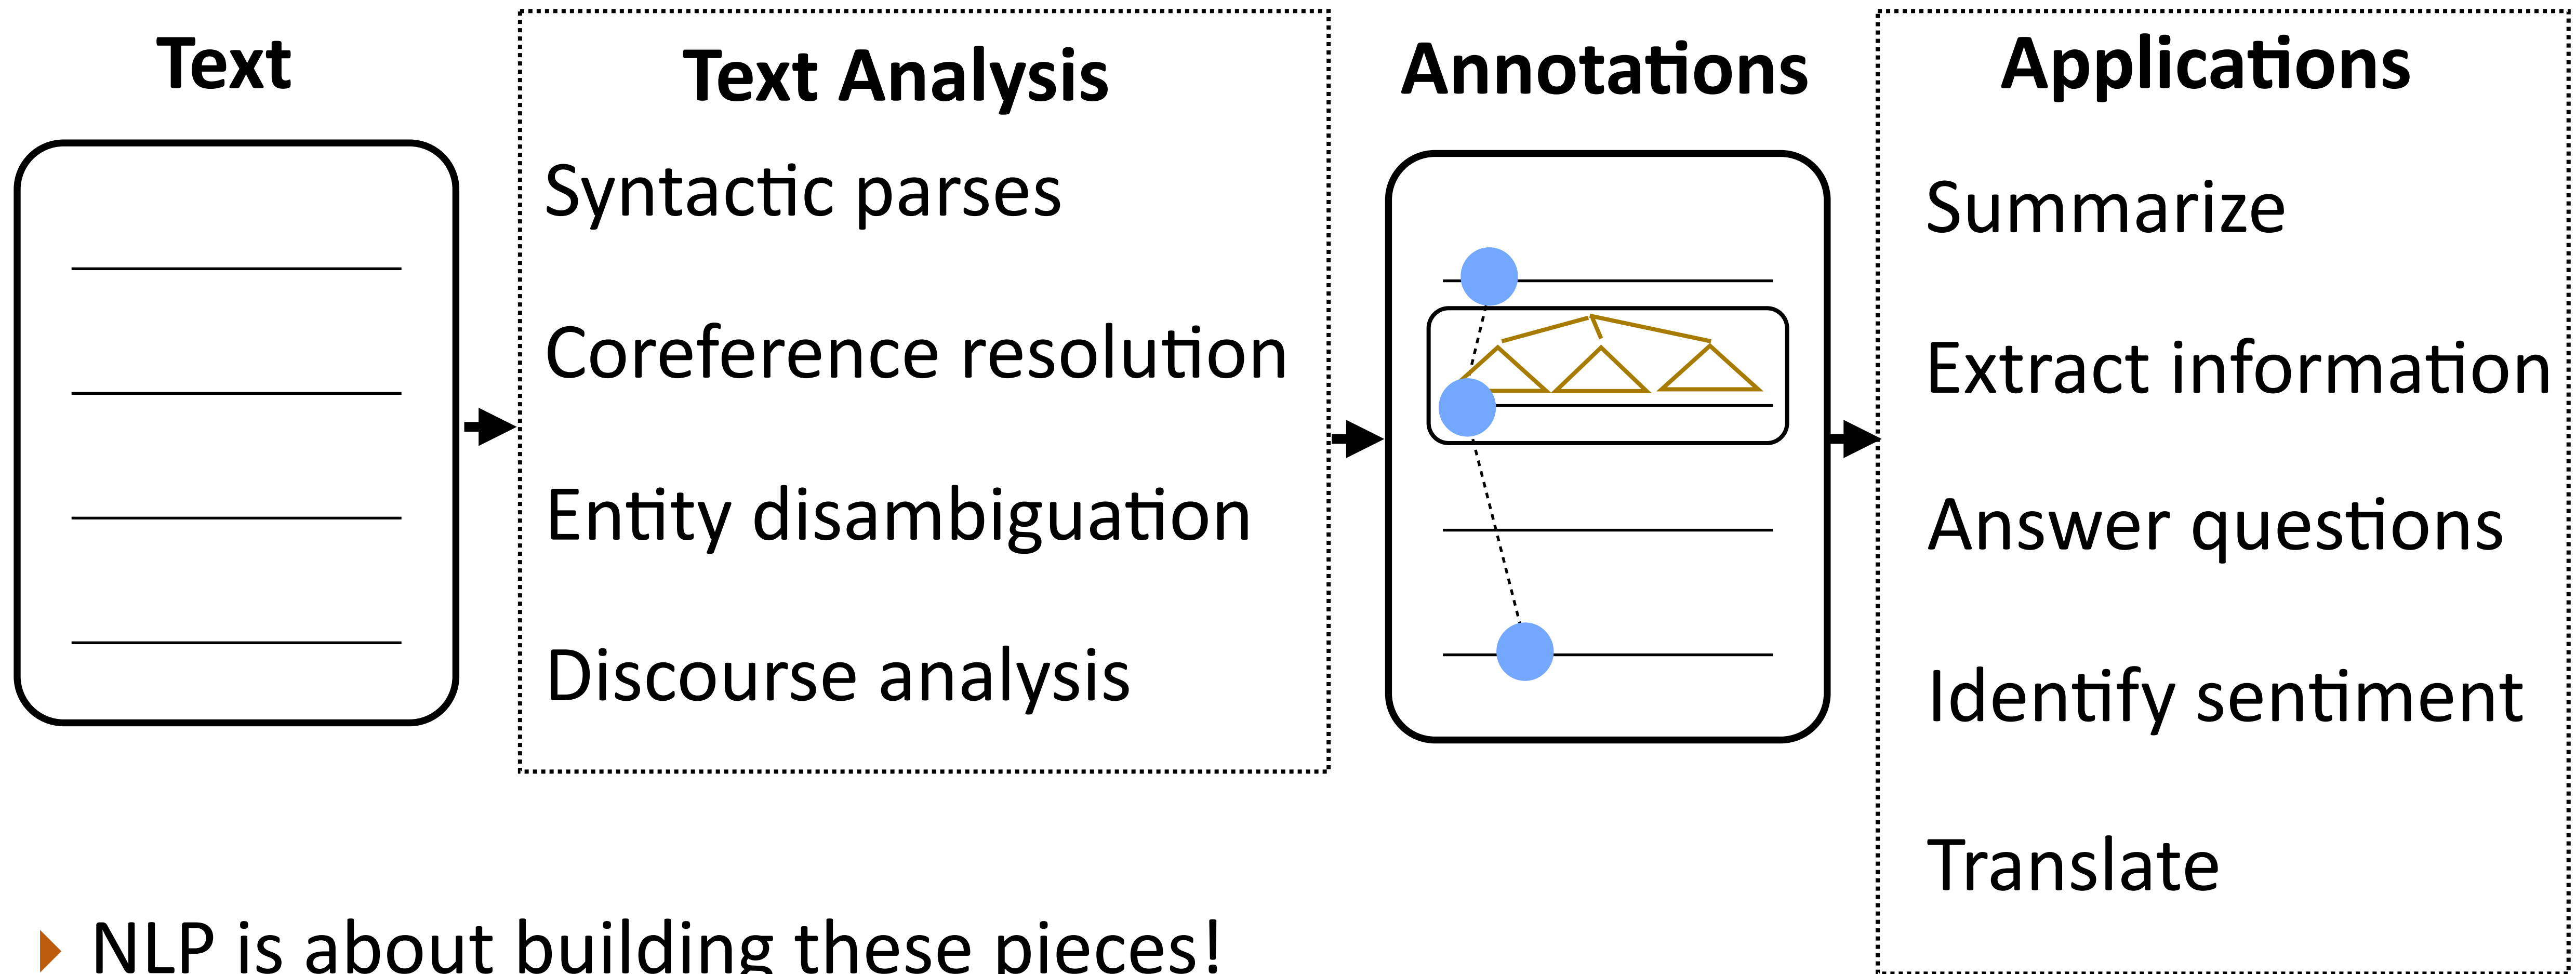 Text
Text Analysis
Syntactic parses
Coreference resolution
Entity disambiguation
Discourse analysis
Annotations
Applications
Summarize
Extract information
Answer questions
Identify sentiment
Translate
NLP is about building these pieces!